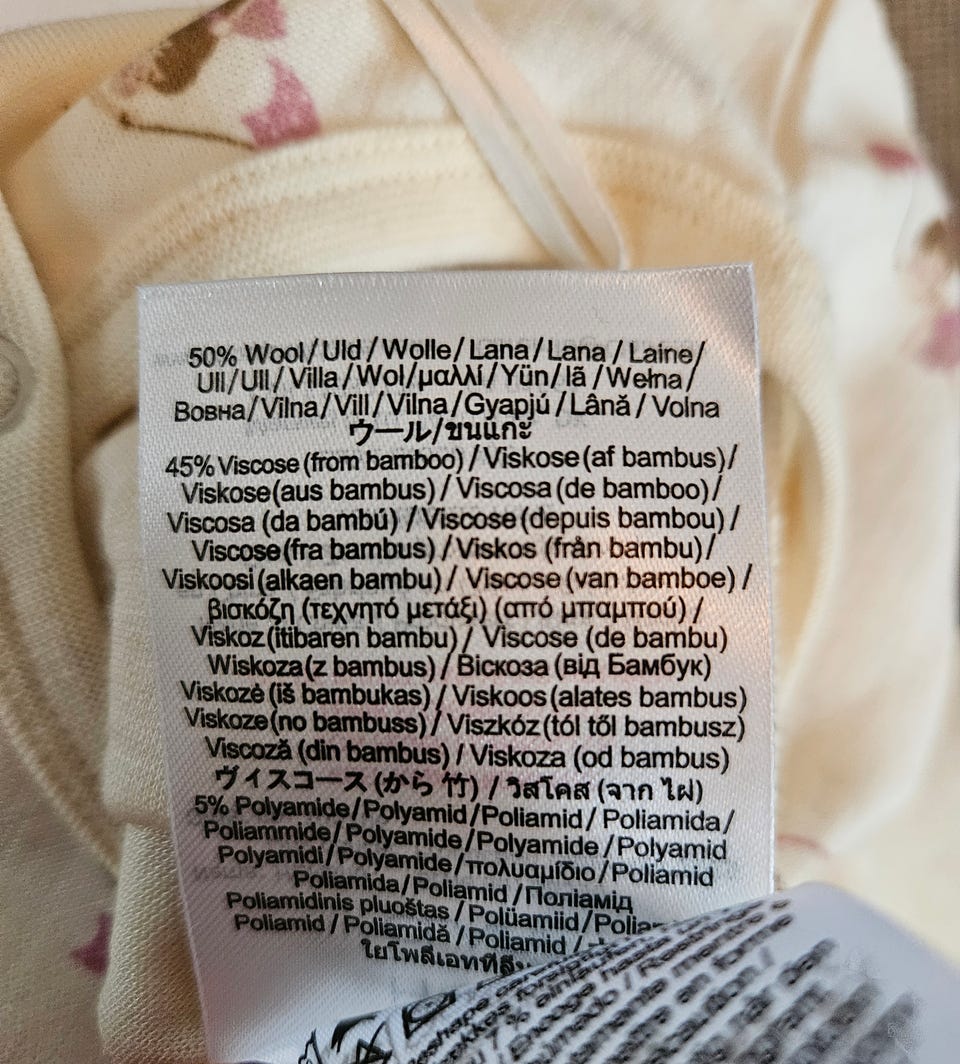 50% Wool/Uld/Wolle/Lana/Lana / Laine/
Ull/Ull/Villa/Wol/μαλλί/Yün/lã/Wełna/
Вовна/Vilna/Vill/Vilna/Gyapjú/Lână/Volna
ウール/ขนแกะ
45% Viscose (from bamboo) / Viskose (af bambus)/
Viskose(aus bambus) / Viscosa (de bamboo)/
Viscosa (da bambú) / Viscose (depuis bambou) /
Viscose(fra bambus) / Viskos (från bambu)/
Viskoosi(alkaen bambu) / Viscose (van bamboe) /
βισκόζη (τεχνητό μετάξι) (από μπαμπού) /
Viskoz(itibaren bambu)/ Viscose (de bambu)
Wiskoza(z bambus) / Віскоза (від Бамбук)
Viskozė (iš bambukas) / Viskoos(alates bambus)
Viskoze(no bambuss) / Viszkóz (tól től bambusz)
Viscoză (din bambus) / Viskoza (od bambus)
ヴィスコース (から 竹) / วิสโคส (จาก ไผ่)
5% Polyamide/Polyamid/Poliamid / Poliamida/
Poliammide/Polyamide/Polyamide / Polyamid
Polyamidi/Polyamide/πολυαμίδιο/Poliamid
Poliamida/Poliamid /Поліамід
Poliamidinis pluoštas / Polüamiid /
Poliamid / Poliamidă / Poliamid /